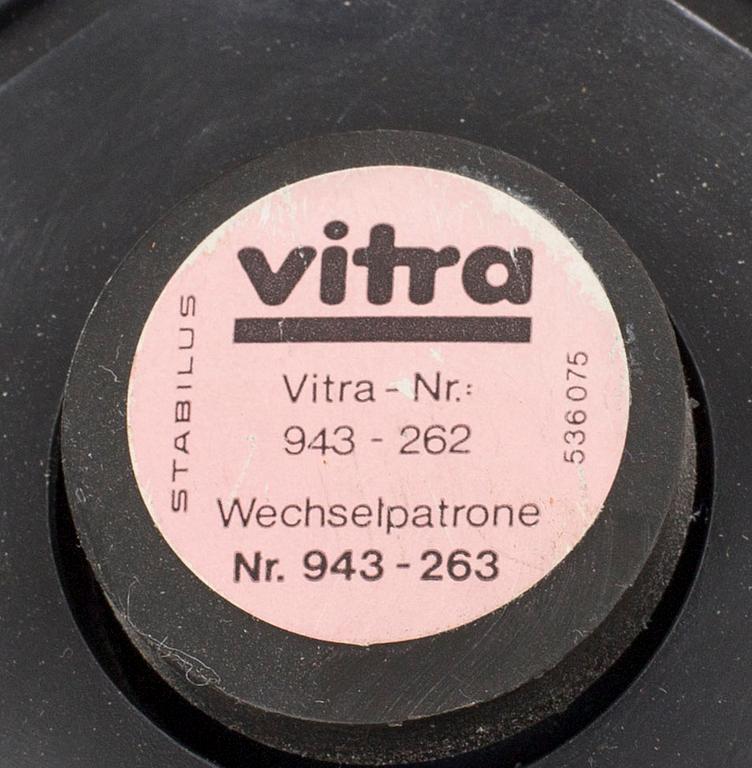 vitra
Vitra - Nr.:
943 - 262
Wechselpatrone
Nr. 943 - 263
STABILUS
536075